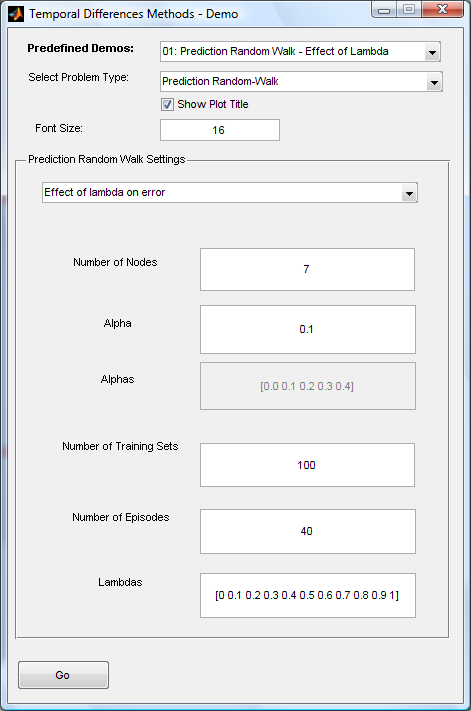 Temporal Differences Methods - Demo
Predefined Demos: 01: Prediction Random Walk - Effect of Lambda
Select Problem Type: Prediction Random-Walk
Show Plot Title
Font Size: 16
Prediction Random Walk Settings
Effect of lambda on error
Number of Nodes 7
Alpha 0.1
Alphas [0.0 0.1 0.2 0.3 0.4]
Number of Training Sets 100
Number of Episodes 40
Lambdas [0 0.1 0.2 0.3 0.4 0.5 0.6 0.7 0.8 0.9 1]
Go